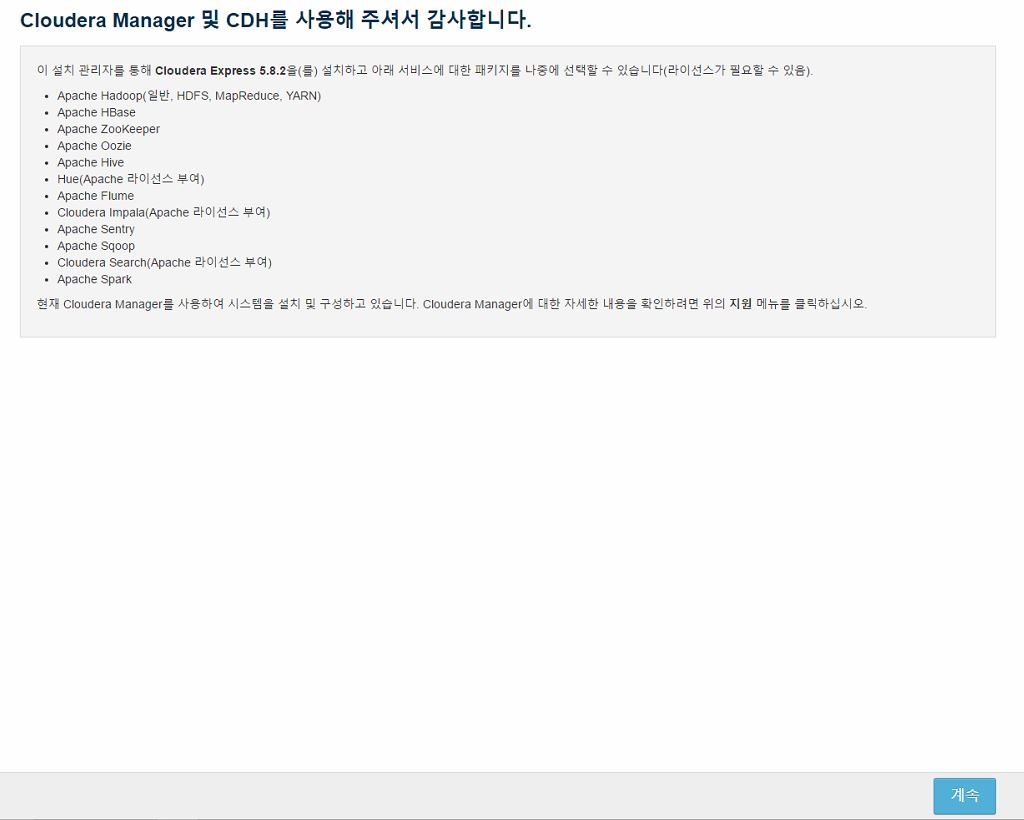 Cloudera Manager 및 CDH를 사용해 주셔서 감사합니다.
이 설치 관리자를 통해 Cloudera Express 5.8.2을(를) 설치하고 아래 서비스에 대한 패키지를 나중에 선택할 수 있습니다(라이선스가 필요할 수 있음).
• Apache Hadoop(일반, HDFS, MapReduce, YARN)
• Apache HBase
• Apache ZooKeeper
• Apache Oozie
• Apache Hive
• Hue(Apache 라이선스 부여)
• Apache Flume
• Cloudera Impala(Apache 라이선스 부여)
• Apache Sentry
• Apache Sqoop
• Cloudera Search(Apache 라이선스 부여)
• Apache Spark
현재 Cloudera Manager를 사용하여 시스템을 설치 및 구성하고 있습니다. Cloudera Manager에 대한 자세한 내용을 확인하려면 위의 지원 메뉴를 클릭하십시오.
계속